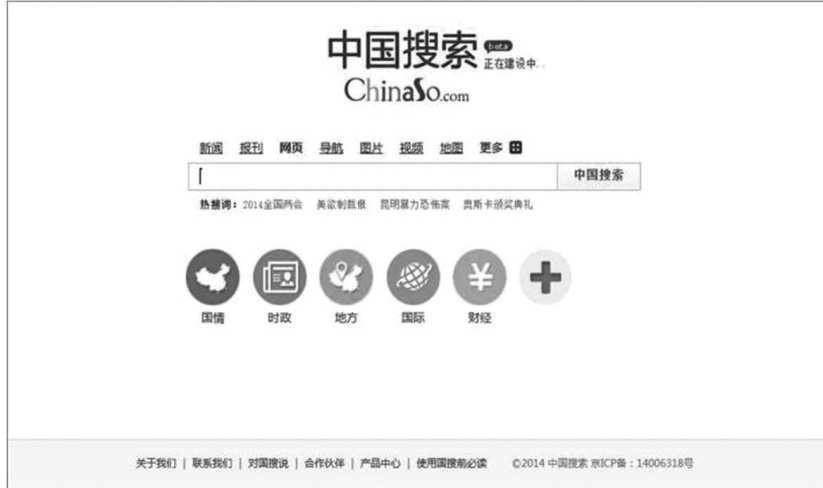 中国搜索 beta
正在建设中..
ChinaSo.com
新闻 报刊 网页 导航 图片 视频 地图 更多
中国搜索
热搜词: 2014全国两会 美欲制裁俄 昆明暴力恐怖案 奥斯卡颁奖典礼
国情 时政 地方 国际 财经
关于我们 | 联系我们 | 对国搜说 | 合作伙伴 | 产品中心 | 使用国搜前必读 ©2014 中国搜索 京ICP备:14006318号